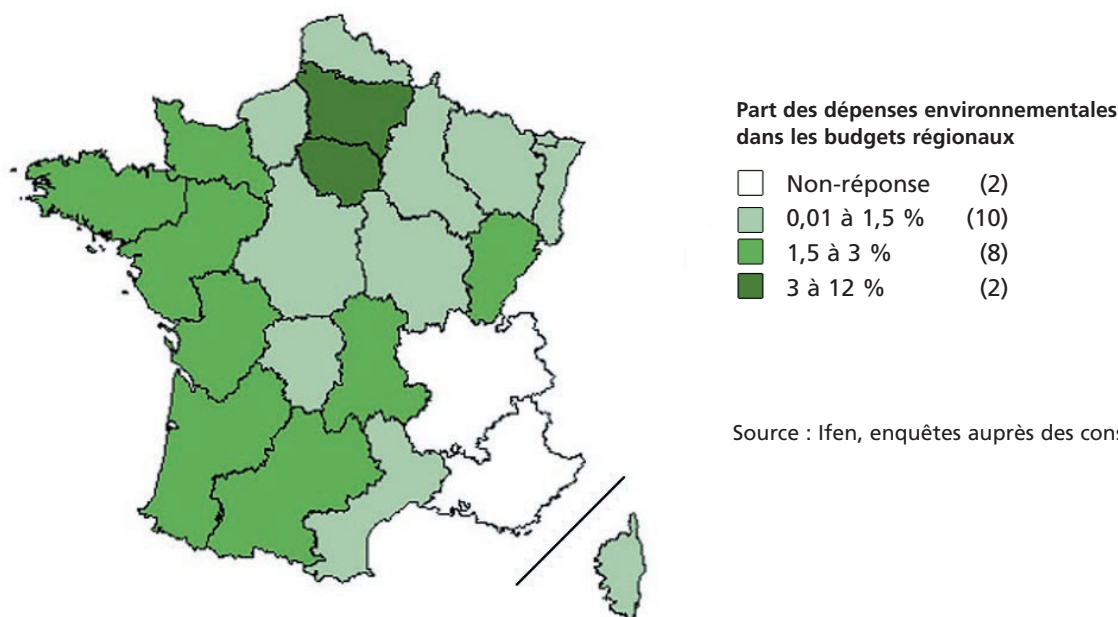 Part des dépenses environnementales
dans les budgets régionaux
Non-réponse (2)
0,01 à 1,5 % (10)
1,5 à 3 % (8)
3 à 12 % (2)
Source : Ifen, enquêtes auprès des